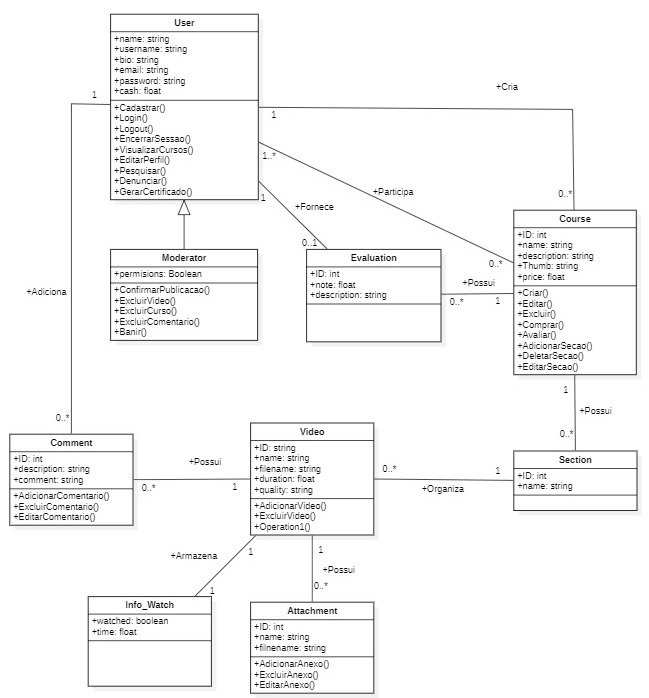 User
+name: string
+username: string
+bio: string
+email: string
+password: string
+cash: float
+Cadastrar()
+Login()
+Logout()
+EncerrarSessao()
+VisualizarCursos()
+EditarPerfil()
+Pesquisar()
+Denunciar()
+GerarCertificado()
1
+Cria
1
0..*
1..*
+Participa
0..*
1
+Fornece
0..1
Moderator
+permisions: Boolean
+ConfirmarPublicacao()
+ExcluirVideo()
+ExcluirCurso()
+ExcluirComentario()
+Banir()
Evaluation
+ID: int
+note: float
+description: string
+Possui
0..*
1
Course
+ID: int
+name: string
+description: string
+Thumb: string
+price: float
+Criar()
+Editar()
+Excluir()
+Comprar()
+Avaliar()
+AdicionarSecao()
+DeletarSecao()
+EditarSecao()
+Adiciona
0..*
1
+Possui
0..*
Comment
+ID: int
+description: string
+comment: string
+AdicionarComentario()
+ExcluirComentario()
+EditarComentario()
+Possui
0..*
1
Video
+ID: string
+name: string
+filename: string
+duration: float
+quality: string
+AdicionarVideo()
+ExcluirVideo()
+Operation1()
0..*
1
+Organiza
Section
+ID: int
+name: string
+Armazena
1
1
1
+Possui
0..*
Info_Watch
+watched: boolean
+time: float
Attachment
+ID: int
+name: string
+filnename: string
+AdicionarAnexo()
+ExcluirAnexo()
+EditarAnexo()